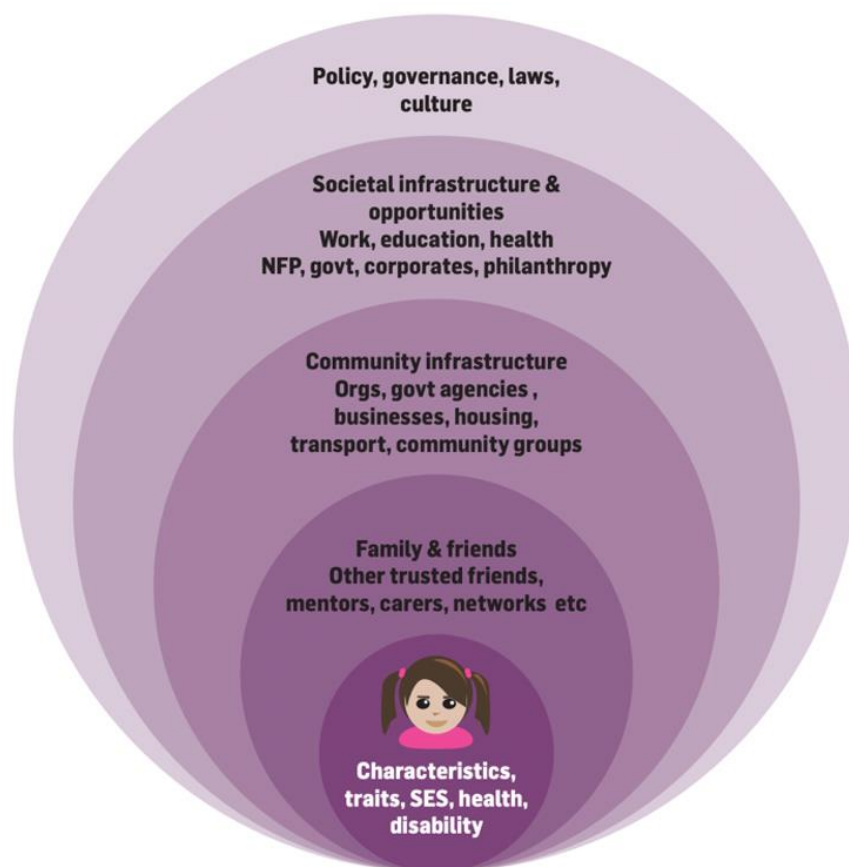 Policy, governance, laws,
culture
Societal infrastructure &
opportunities
Work, education, health
NFP, govt, corporates, philanthropy
Community infrastructure
Orgs, govt agencies ,
businesses, housing,
transport, community groups
Family & friends
Other trusted friends,
mentors, carers, networks etc
Characteristics,
traits, SES, health,
disability